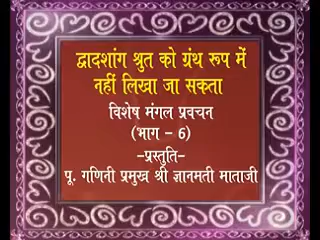 द्वादशांग श्रुत को ग्रंथ रूप में
नहीं लिखा जा सकता
विशेष मंगल प्रवचन
(भाग - 6)
-प्रस्तुति-
पू. गणिनी प्रमुख श्री ज्ञानमती माताजी